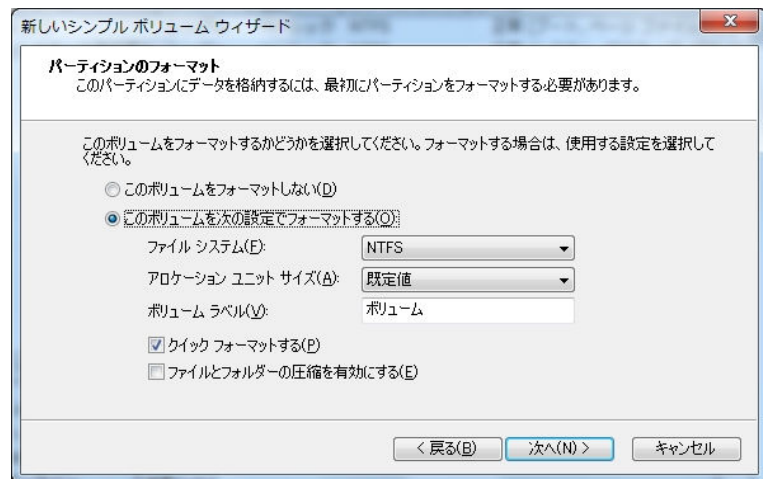 新しいシンプル ボリューム ウィザード
パーティションのフォーマット
このパーティションにデータを格納するには、最初にパーティションをフォーマットする必要があります。
このボリュームをフォーマットするかどうかを選択してください。フォーマットする場合は、使用する設定を選択して
ください。
このボリュームをフォーマットしない(D)
このボリュームを次の設定でフォーマットする(O):
ファイル システム(F): NTFS
アロケーション ユニット サイズ(A): 既定値
ボリューム ラベル(V): ボリューム
クイック フォーマットする(P)
ファイルとフォルダーの圧縮を有効にする(E)
< 戻る(B) 次へ(N) > キャンセル